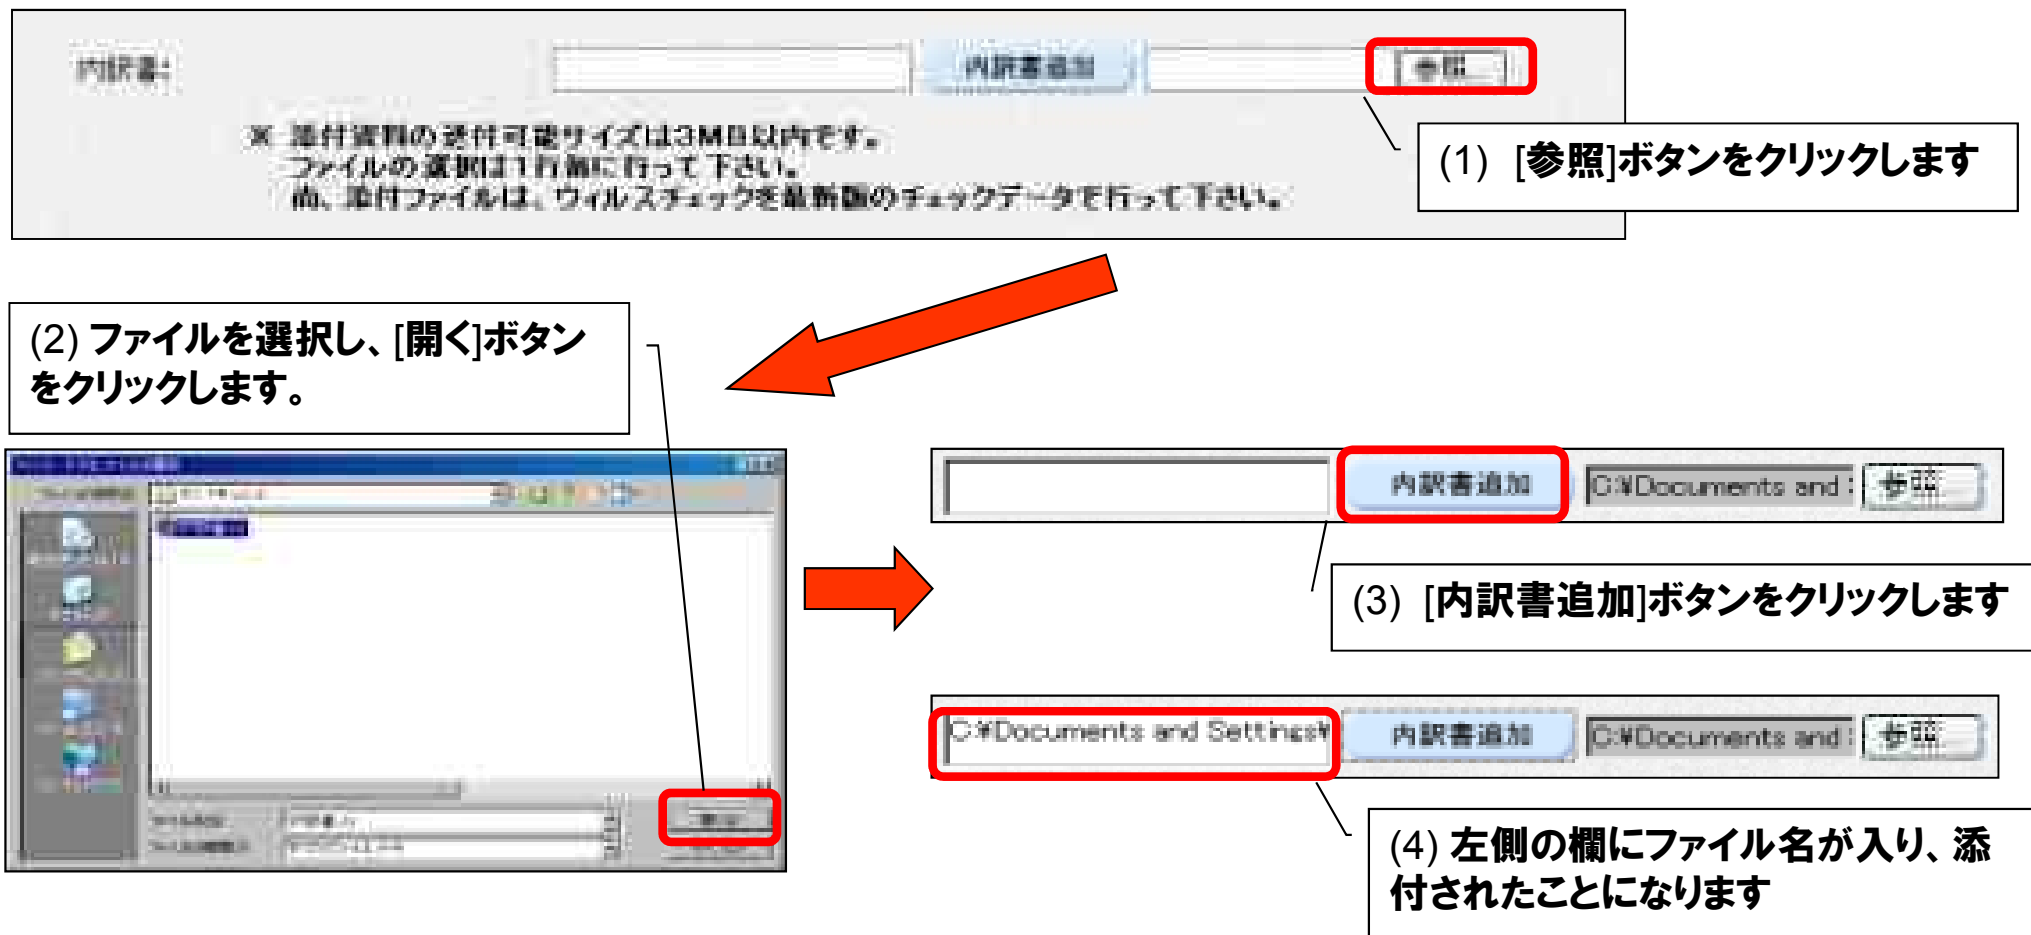 内訳書:
内訳書追加
参照...
※ 添付資料の送付可能サイズは3MB以内です。
ファイルの選択は1行毎に行って下さい。
尚、添付ファイルは、ウィルスチェックを最新版のチェックデータで行って下さい。
(1) [参照]ボタンをクリックします
(2) ファイルを選択し、[開く]ボタン
をクリックします。
内訳書追加
C:¥Documents and
参照...
(3) [内訳書追加]ボタンをクリックします
C:¥Documents and Settings¥
内訳書追加
C:¥Documents and
参照...
(4) 左側の欄にファイル名が入り、添
付されたことになります